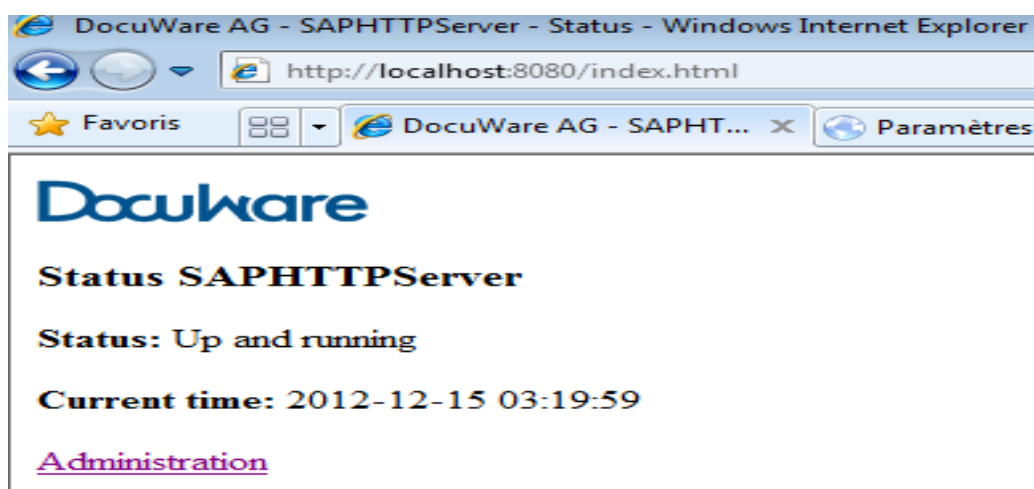 DocuWare AG - SAPHTTPServer - Status - Windows Internet Explorer
http://localhost:8080/index.html
Favoris DocuWare AG - SAPHT... Paramètres
DocuWare
Status SAPHTTPServer
Status: Up and running
Current time: 2012-12-15 03:19:59
Administration